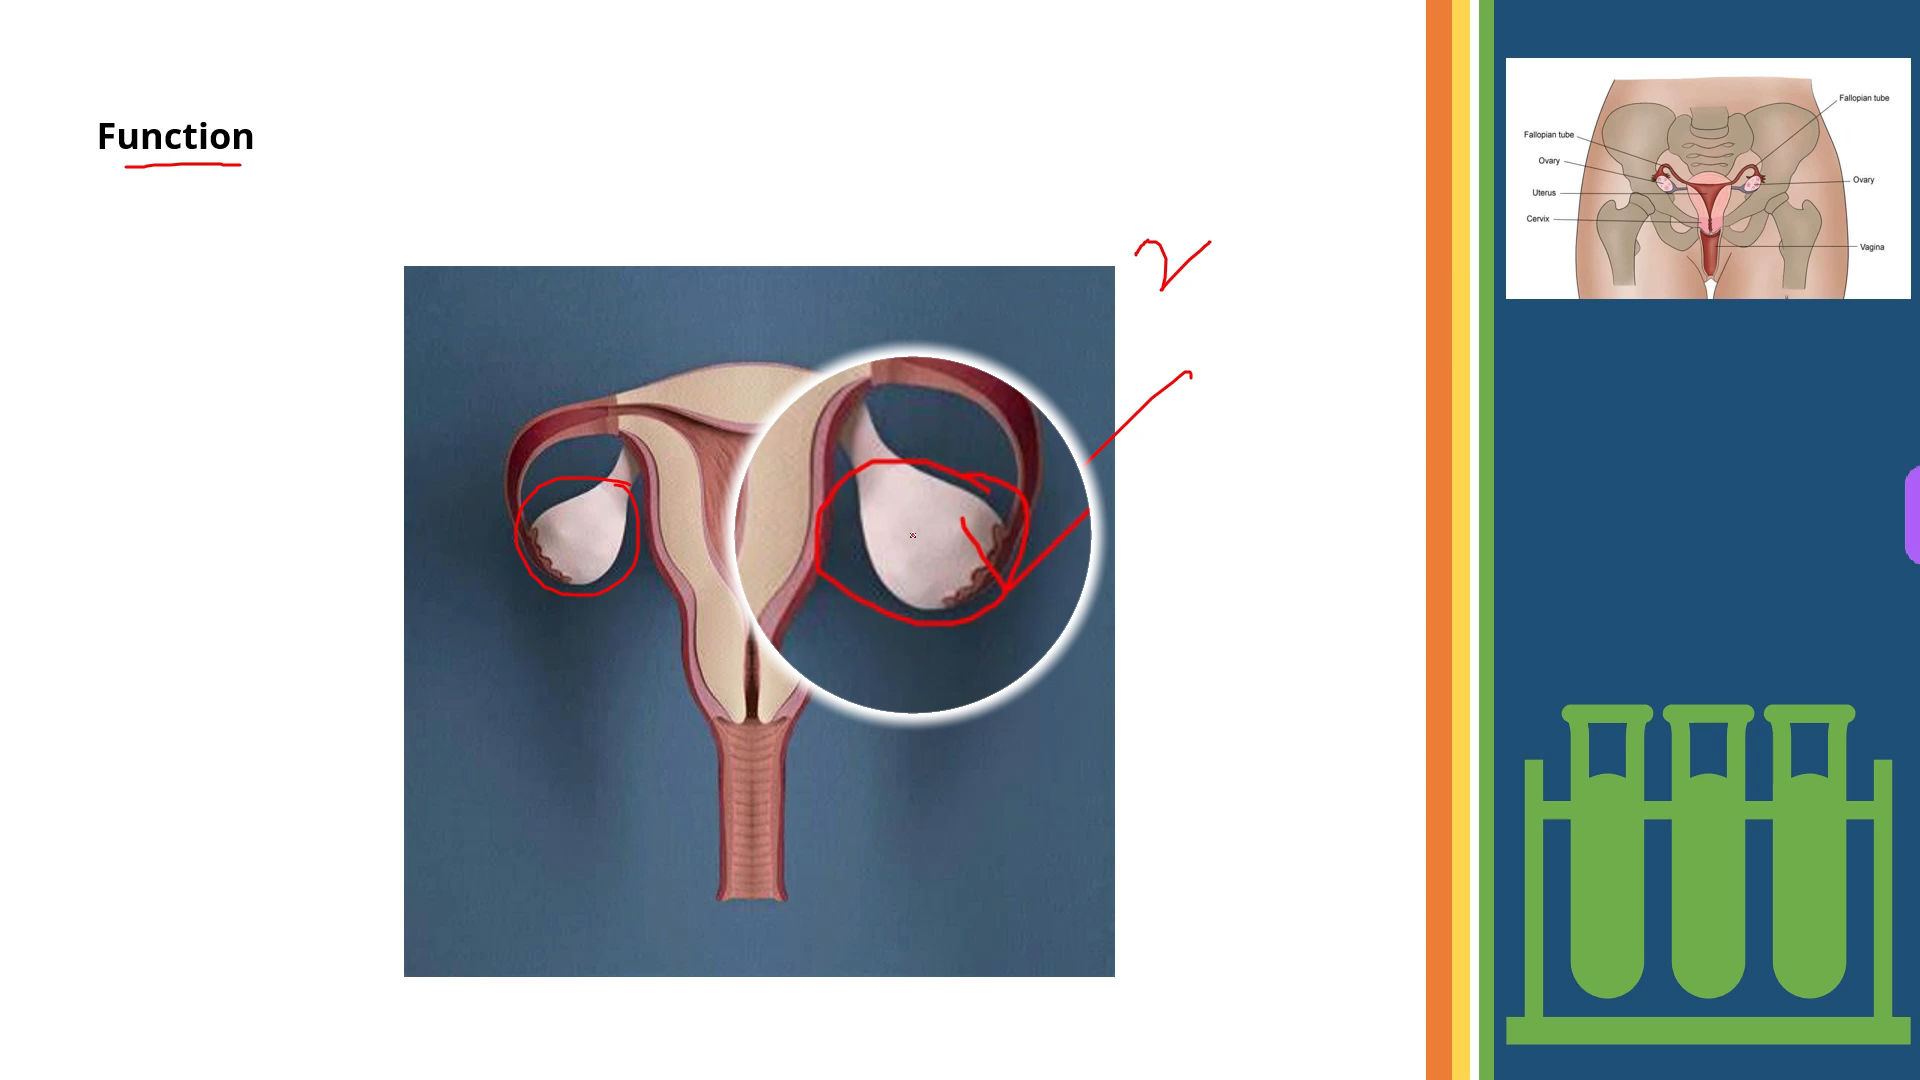 Function
Fallopian tube
Fallopian tube
Ovary
Ovary
Uterus
Cervix
Vagina